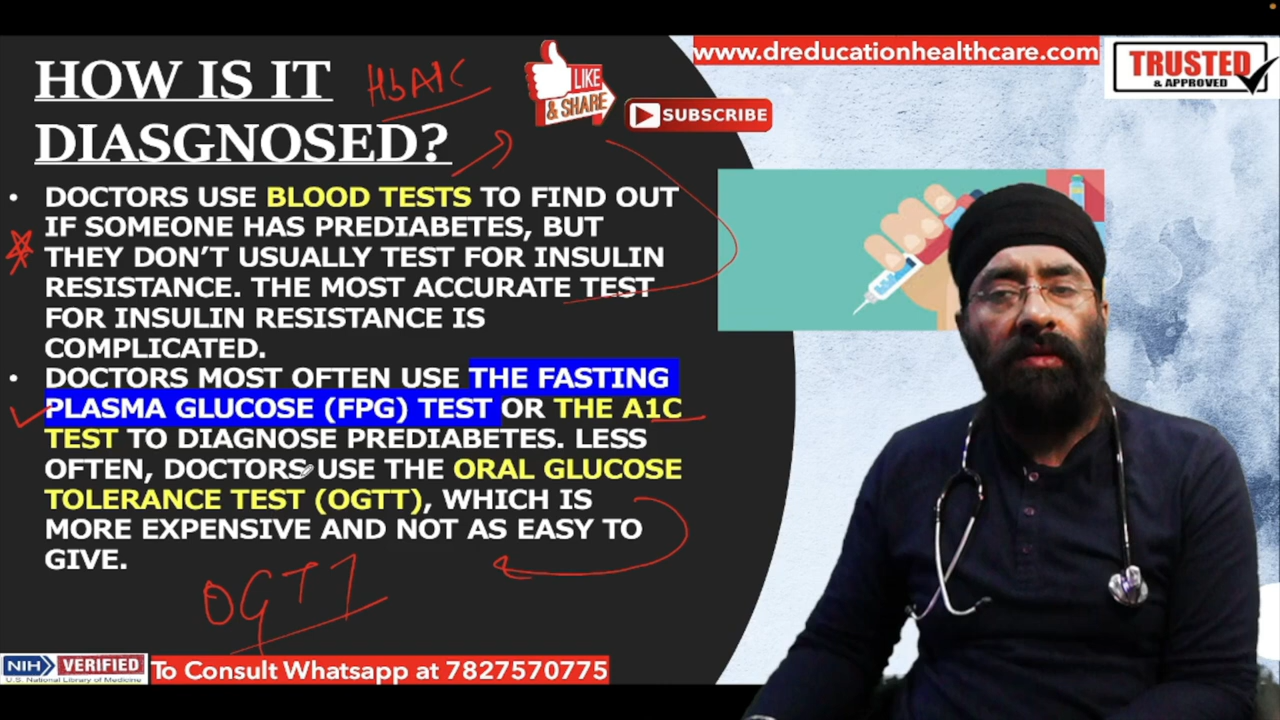 www.dreducationhealthcare.com
TRUSTED
& APPROVED
HOW IS IT
DIASGNOSED?
HbA1C
LIKE
& SHARE
SUBSCRIBE
• DOCTORS USE BLOOD TESTS TO FIND OUT
IF SOMEONE HAS PREDIABETES, BUT
THEY DON’T USUALLY TEST FOR INSULIN
RESISTANCE. THE MOST ACCURATE TEST
FOR INSULIN RESISTANCE IS
COMPLICATED.
• DOCTORS MOST OFTEN USE THE FASTING
PLASMA GLUCOSE (FPG) TEST OR THE A1C
TEST TO DIAGNOSE PREDIABETES. LESS
OFTEN, DOCTORS USE THE ORAL GLUCOSE
TOLERANCE TEST (OGTT), WHICH IS
MORE EXPENSIVE AND NOT AS EASY TO
GIVE.
OGTT
NIH VERIFIED
U.S. National Library of Medicine
To Consult Whatsapp at 7827570775